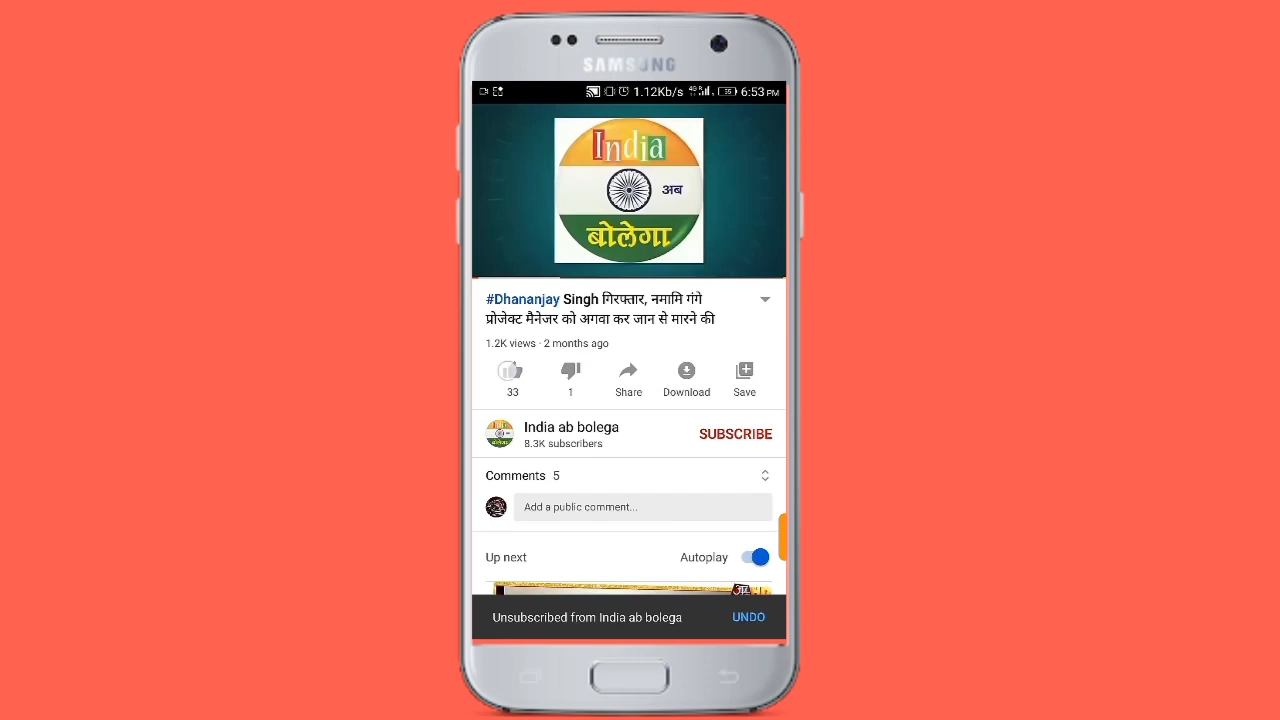 SAMSUNG
1.12Kb/s 6:53 PM
India
अब
बोलेगा
#Dhananjay Singh गिरफ्तार, नमामि गंगे
प्रोजेक्ट मैनेजर को अगवा कर जान से मारने की
1.2K views · 2 months ago
33 1 Share Download Save
India ab bolega
SUBSCRIBE
8.3K subscribers
Comments 5
Add a public comment...
Up next Autoplay
Unsubscribed from India ab bolega UNDO